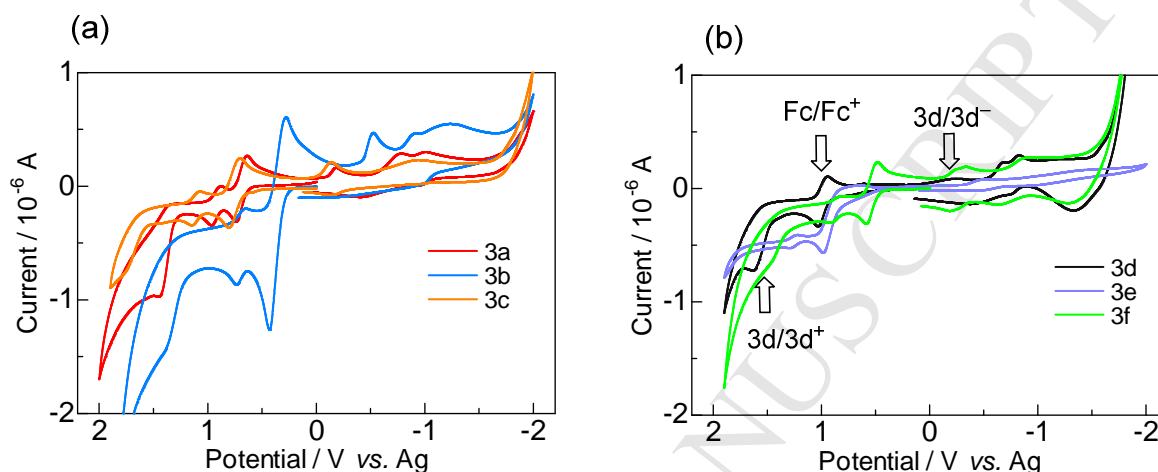 (a)
1
0
-1
-2
2
1
0
-1
-2
Current / 10⁻⁶ A
Potential / V vs. Ag
3a
3b
3c
(b)
1
0
-1
-2
2
1
0
-1
-2
Current / 10⁻⁶ A
Potential / V vs. Ag
Fc/Fc⁺
3d/3d⁻
3d/3d⁺
3d
3e
3f
NUSCRIPT